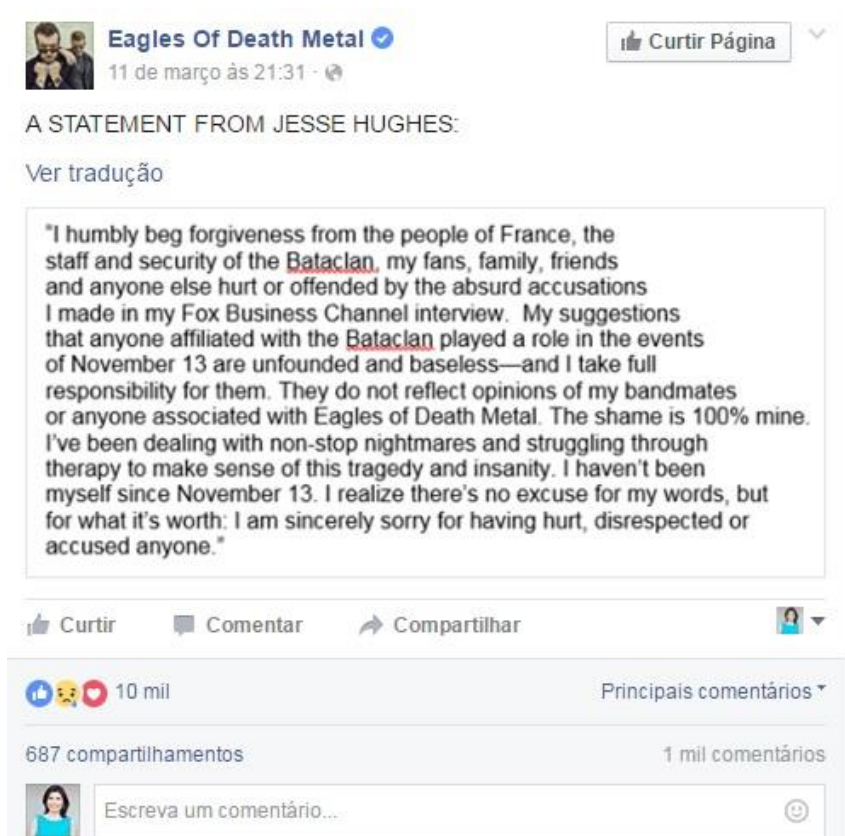 Eagles Of Death Metal
Curtir Página
11 de março às 21:31 ·
A STATEMENT FROM JESSE HUGHES:
Ver tradução
"I humbly beg forgiveness from the people of France, the
staff and security of the Bataclan, my fans, family, friends
and anyone else hurt or offended by the absurd accusations
I made in my Fox Business Channel interview.  My suggestions
that anyone affiliated with the Bataclan played a role in the events
of November 13 are unfounded and baseless—and I take full
responsibility for them. They do not reflect opinions of my bandmates
or anyone associated with Eagles of Death Metal. The shame is 100% mine.
I've been dealing with non-stop nightmares and struggling through
therapy to make sense of this tragedy and insanity. I haven't been
myself since November 13. I realize there's no excuse for my words, but
for what it's worth: I am sincerely sorry for having hurt, disrespected or
accused anyone."
Curtir Comentar Compartilhar
10 mil Principais comentários
687 compartilhamentos 1 mil comentários
Escreva um comentário...